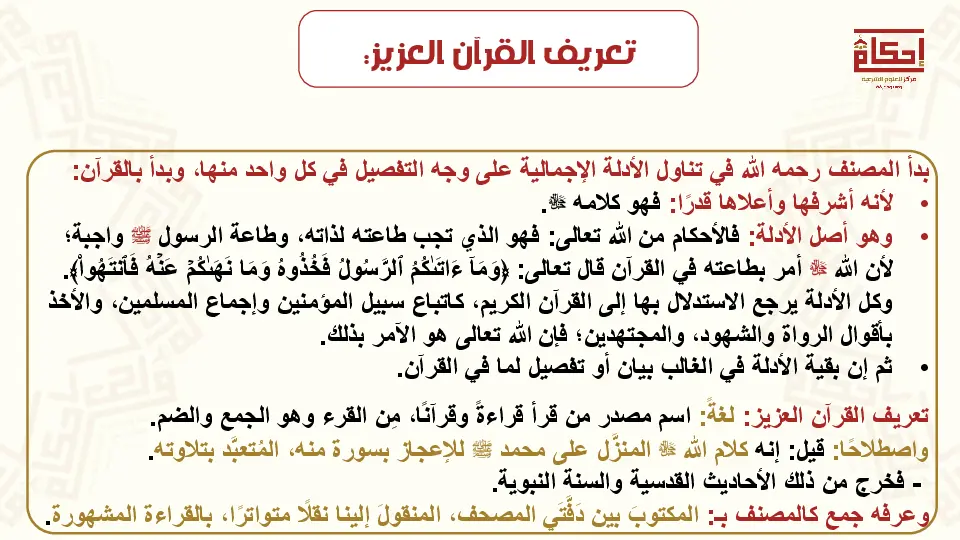 تعريف القرآن العزيز:
إحكام
مركز للعلوم الشرعية
بدأ المصنف رحمه الله في تناول الأدلة الإجمالية على وجه التفصيل في كل واحد منها، وبدأ بالقرآن:
• لأنه أشرفها وأعلاها قدرًا: فهو كلامه ﷻ.
• وهو أصل الأدلة: فالأحكام من الله تعالى: فهو الذي تجب طاعته لذاته، وطاعة الرسول ﷺ واجبة؛
لأن الله ﷻ أمر بطاعته في القرآن قال تعالى: ﴿وَمَآ ءَاتَىٰكُمُ ٱلرَّسُولُ فَخُذُوهُ وَمَا نَهَىٰكُمۡ عَنۡهُ فَٱنتَهُواْ﴾.
وكل الأدلة يرجع الاستدلال بها إلى القرآن الكريم، كاتباع سبيل المؤمنين وإجماع المسلمين، والأخذ
بأقوال الرواة والشهود، والمجتهدين؛ فإن الله تعالى هو الآمر بذلك.
• ثم إن بقية الأدلة في الغالب بيان أو تفصيل لما في القرآن.
تعريف القرآن العزيز: لغةً: اسم مصدر من قرأ قراءةً وقرآنًا، مِن القرء وهو الجمع والضم.
واصطلاحًا: قيل: إنه كلام الله ﷻ المنزَّل على محمد ﷺ للإعجاز بسورة منه، المُتعبَّد بتلاوته.
- فخرج من ذلك الأحاديث القدسية والسنة النبوية.
وعرفه جمع كالمصنف بـ: المكتوبَ بين دَفَّتَي المصحف، المنقولَ إلينا نقلًا متواترًا، بالقراءة المشهورة.